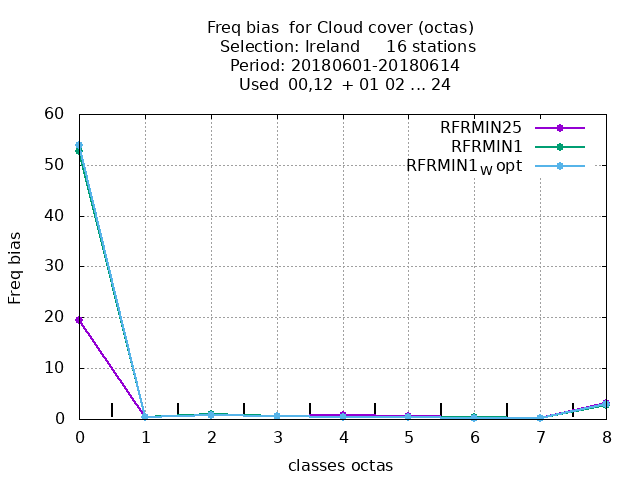 Freq bias  for Cloud cover (octas)
Selection: Ireland     16 stations
Period: 20180601-20180614
Used  00,12  + 01 02 ... 24
RFRMIN25
RFRMIN1
RFRMIN1W opt
60
50
40
30
20
10
0
Freq bias
0 1 2 3 4 5 6 7 8
classes octas